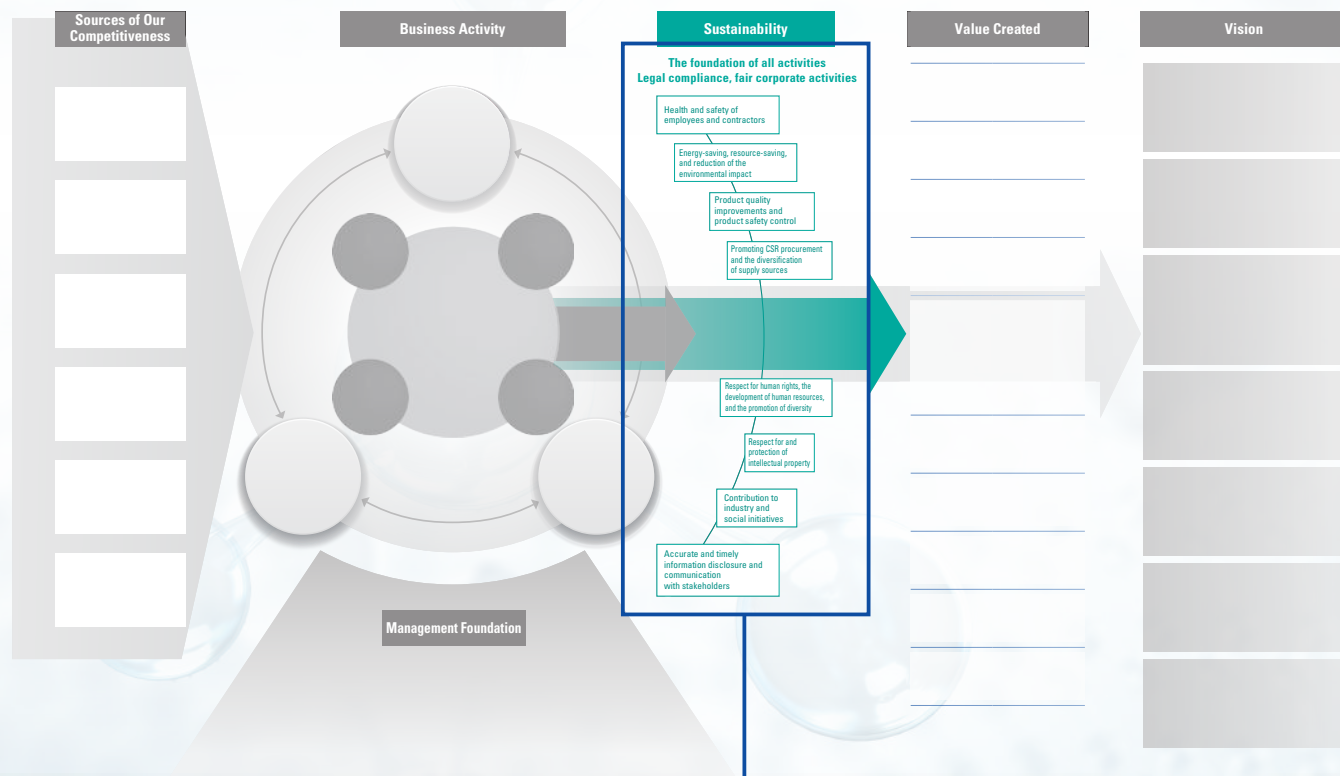 Sources of Our
Competitiveness
Business Activity
Sustainability
Value Created
Vision
The foundation of all activities
Legal compliance, fair corporate activities
Health and safety of
employees and contractors
Energy-saving, resource-saving,
and reduction of the
environmental impact
Product quality
improvements and
product safety control
Promoting CSR procurement
and the diversification
of supply sources
Respect for human rights, the
development of human resources,
and the promotion of diversity
Respect for and
protection of
intellectual property
Contribution to
industry and
social initiatives
Accurate and timely
information disclosure and
communication
with stakeholders
Management Foundation